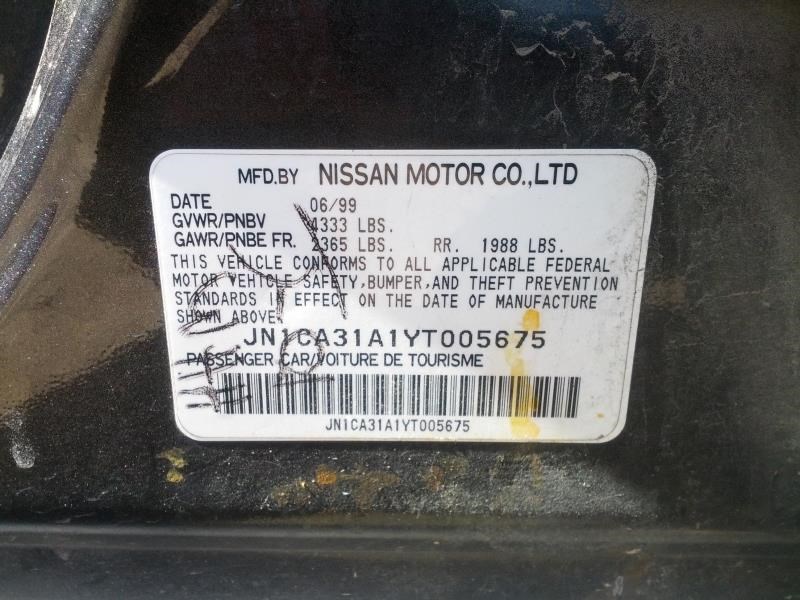 MFD.BY NISSAN MOTOR CO.,LTD
DATE 06/99
GVWR/PNBV 4333 LBS.
GAWR/PNBE FR. 2365 LBS. RR. 1988 LBS.
THIS VEHICLE CONFORMS TO ALL APPLICABLE FEDERAL
MOTOR VEHICLE SAFETY,BUMPER,AND THEFT PREVENTION
STANDARDS IN EFFECT ON THE DATE OF MANUFACTURE
SHOWN ABOVE.
JN1CA31A1YT005675
PASSENGER CAR/VOITURE DE TOURISME
JN1CA31A1YT005675